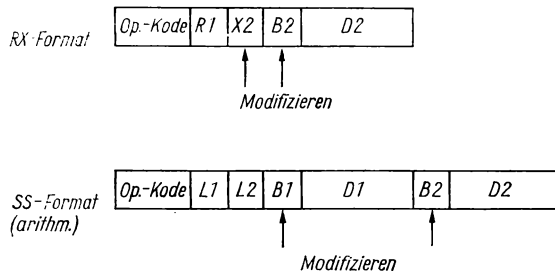 RX-Format Op.-Kode R1 X2 B2 D2
Modifizieren
SS-Format (arithm.) Op.-Kode L1 L2 B1 D1 B2 D2
Modifizieren